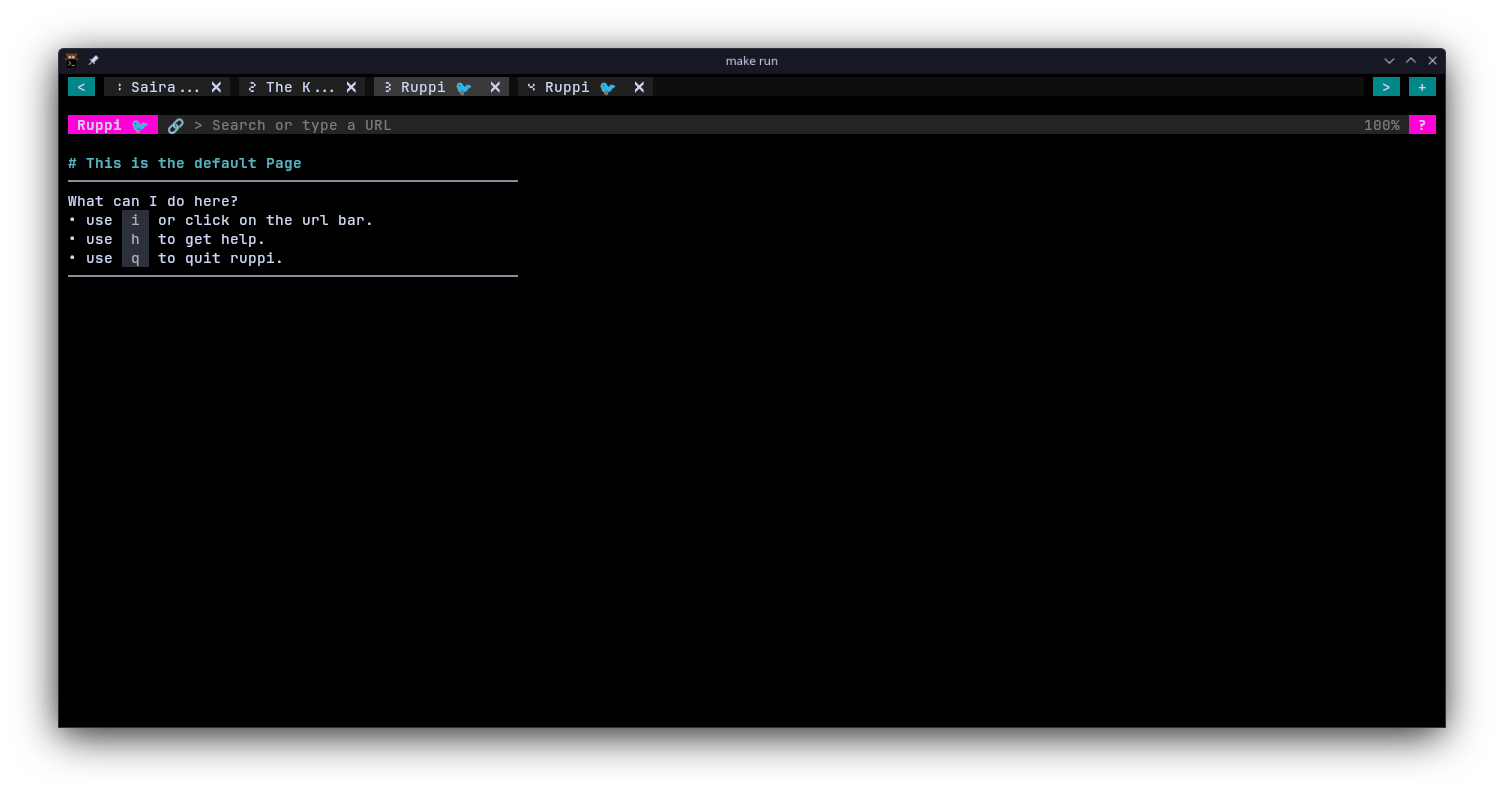 make run
< ⁝ Saira... X 2 The K... X 3 Ruppi 🐦 X 4 Ruppi 🐦 X > +
Ruppi 🐦 🔗 > Search or type a URL 100% ?
# This is the default Page
What can I do here?
• use i or click on the url bar.
• use h to get help.
• use q to quit ruppi.